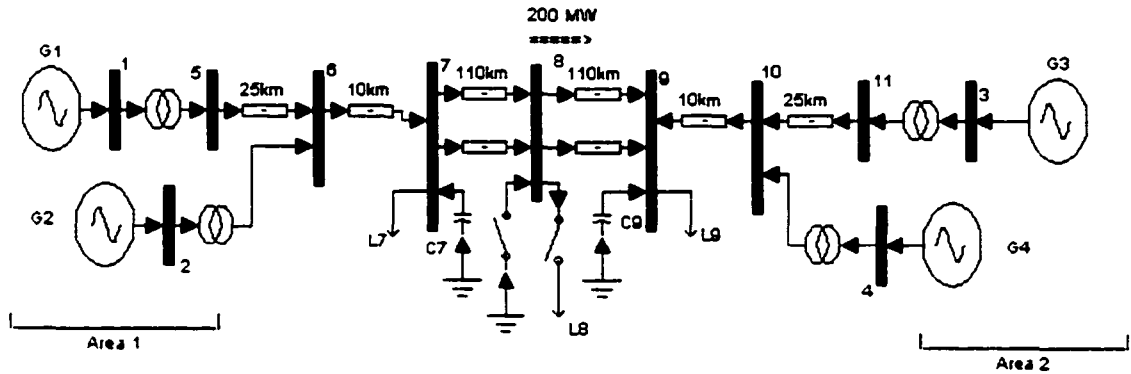 200 MW
=====>
G1
1
5
25km
6
10km
7
110km
8
110km
9
10km
10
25km
11
3
G3
G2
2
L7
C7
L8
C9
L9
4
G4
Area 1
Area 2